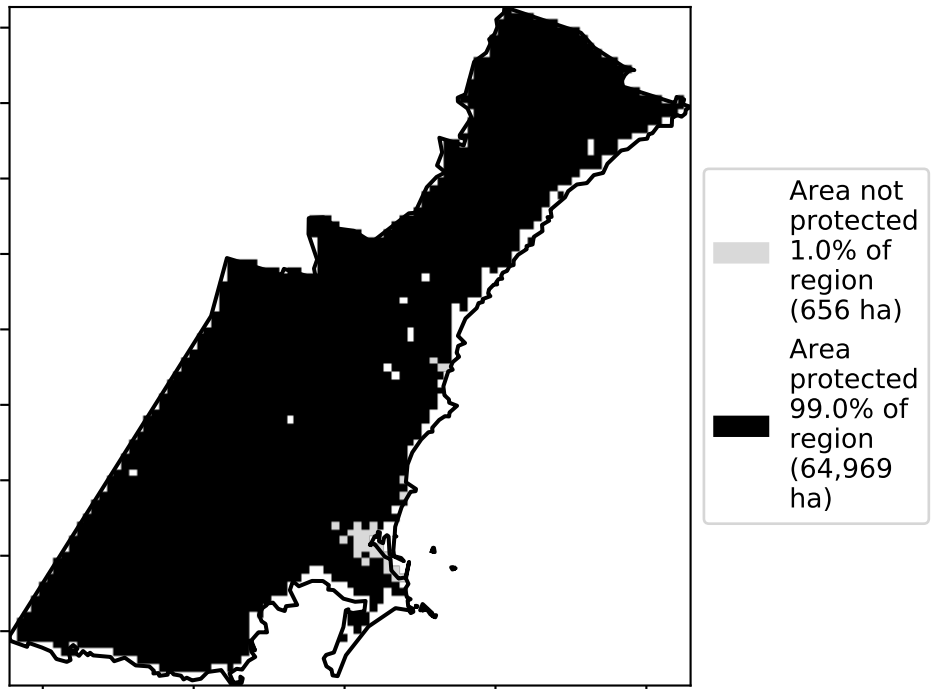 Area not
protected
1.0% of
region
(656 ha)
Area
protected
99.0% of
region
(64,969
ha)